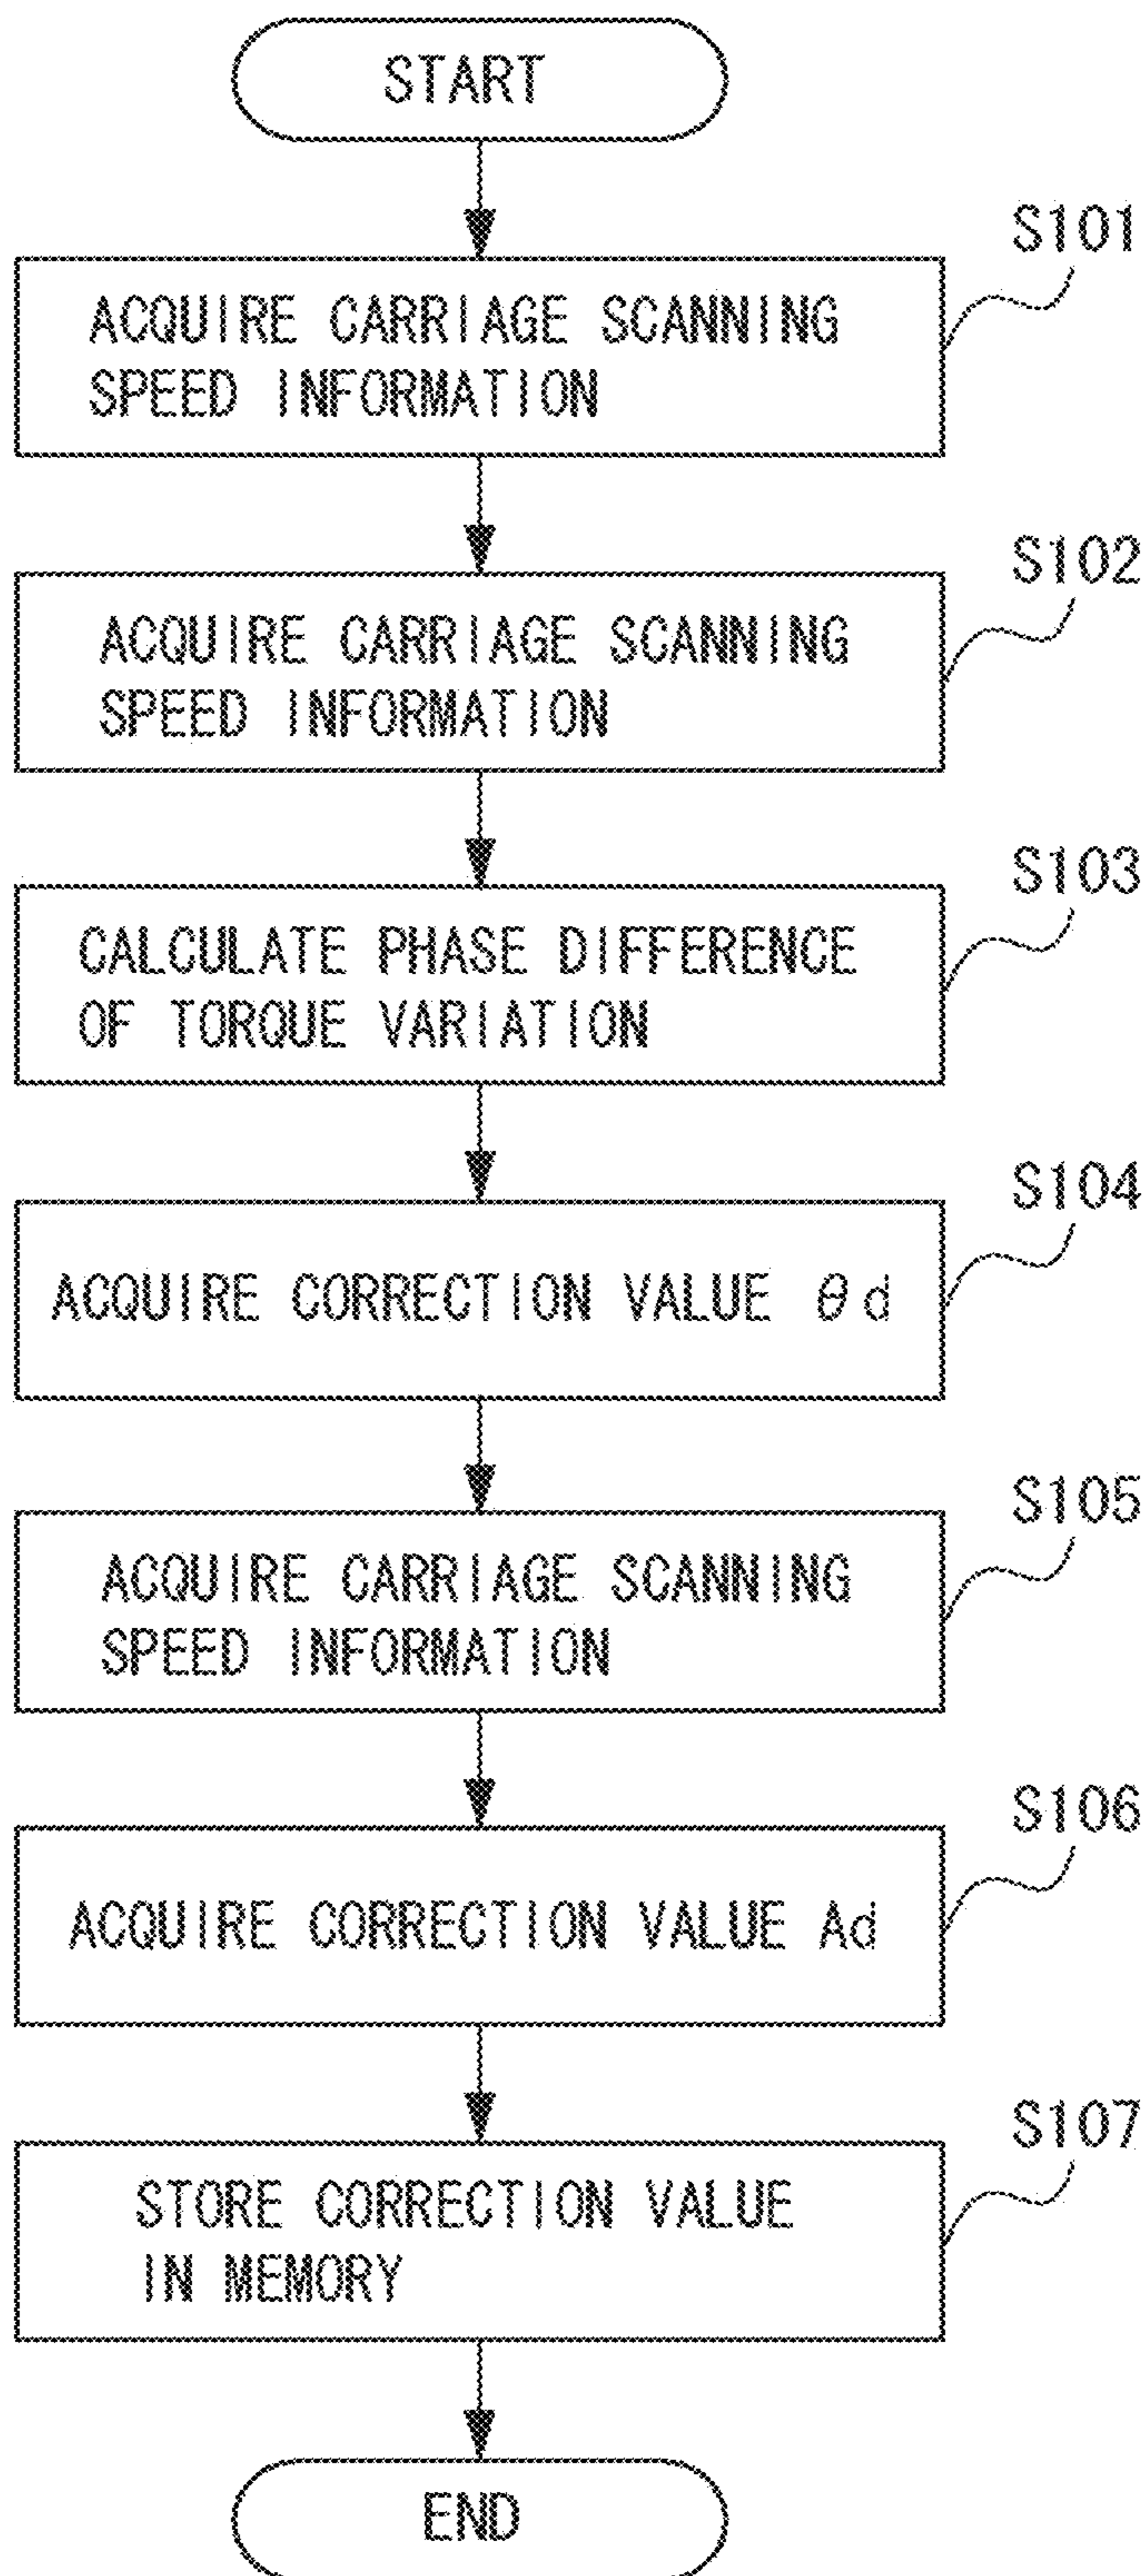 START
S101
ACQUIRE CARRIAGE SCANNING
SPEED INFORMATION
S102
ACQUIRE CARRIAGE SCANNING
SPEED INFORMATION
S103
CALCULATE PHASE DIFFERENCE
OF TORQUE VARIATION
S104
ACQUIRE CORRECTION VALUE θd
S105
ACQUIRE CARRIAGE SCANNING
SPEED INFORMATION
S106
ACQUIRE CORRECTION VALUE Ad
S107
STORE CORRECTION VALUE
IN MEMORY
END